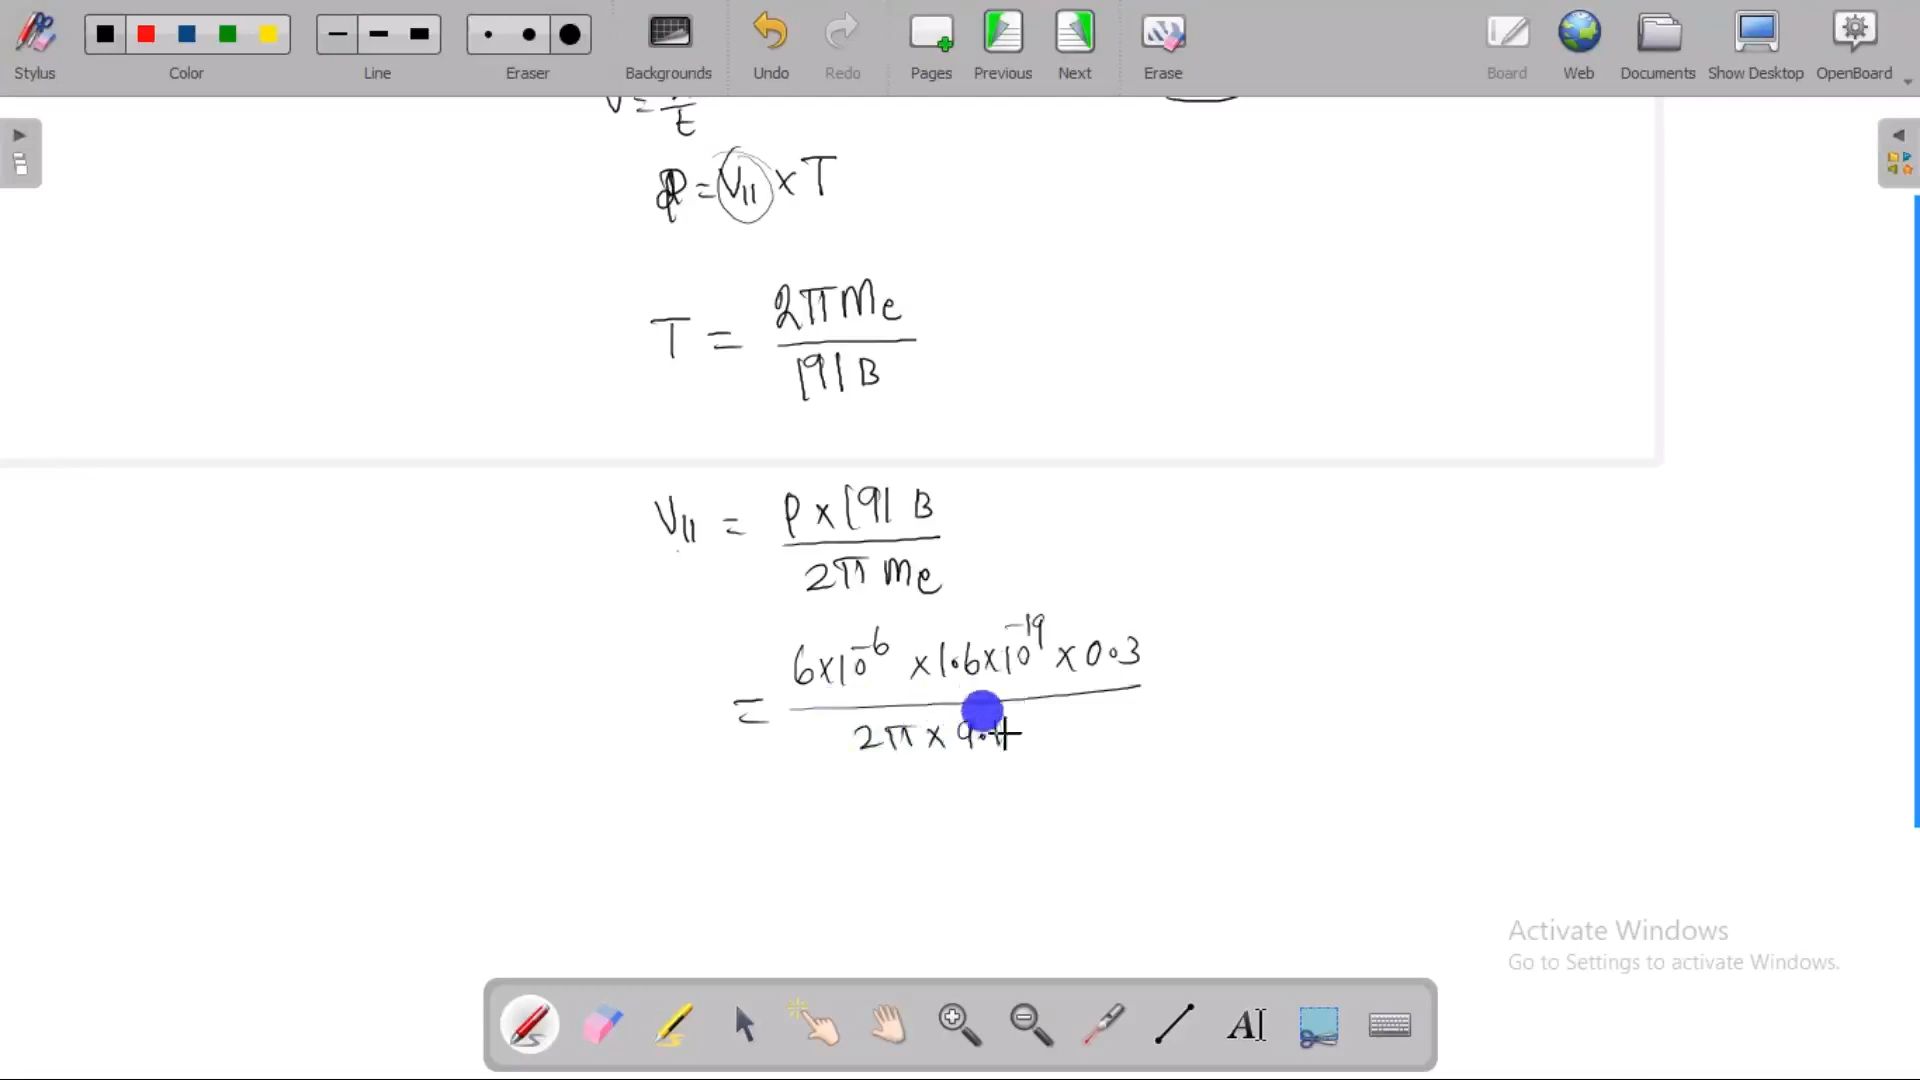 Stylus Color Line Eraser Backgrounds Undo Redo Pages Previous Next Erase Board Web Documents Show Desktop OpenBoard
t
P = V∥ × T
T = 2πMe / |q| B
V∥ = P × |q| B / 2π me
= 6×10⁻⁶ × 1.6×10⁻¹⁹ × 0.3 / 2π × 9.1
Activate Windows
Go to Settings to activate Windows.
AI